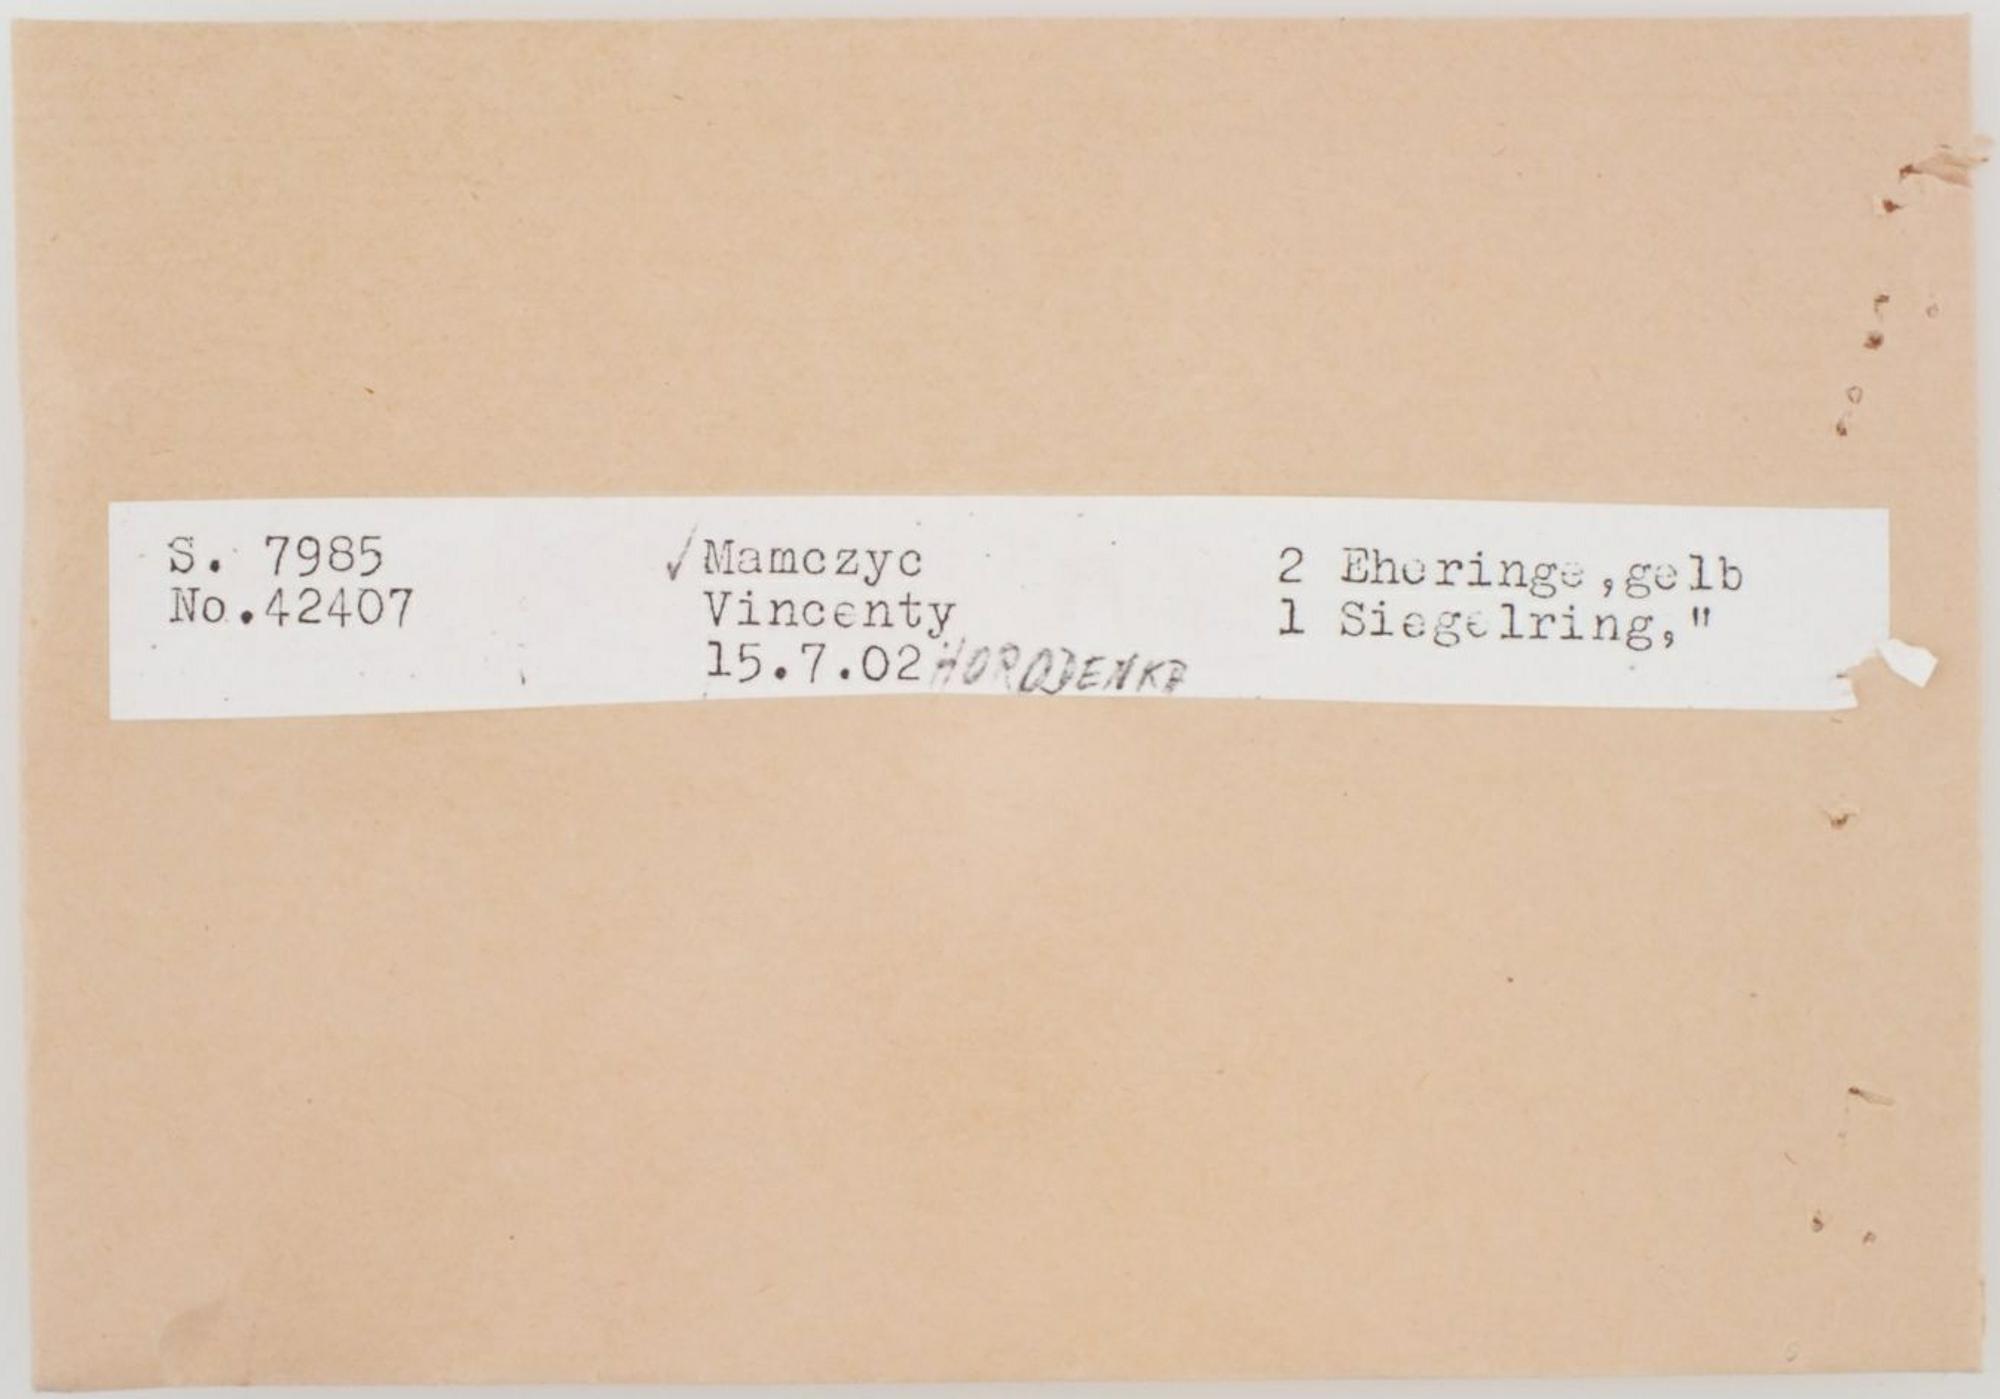 S. 7985 ✓Mamczyc 2 Eheringe,gelb
No.42407 Vincenty 1 Siegelring,"
15.7.02 HORODENKA